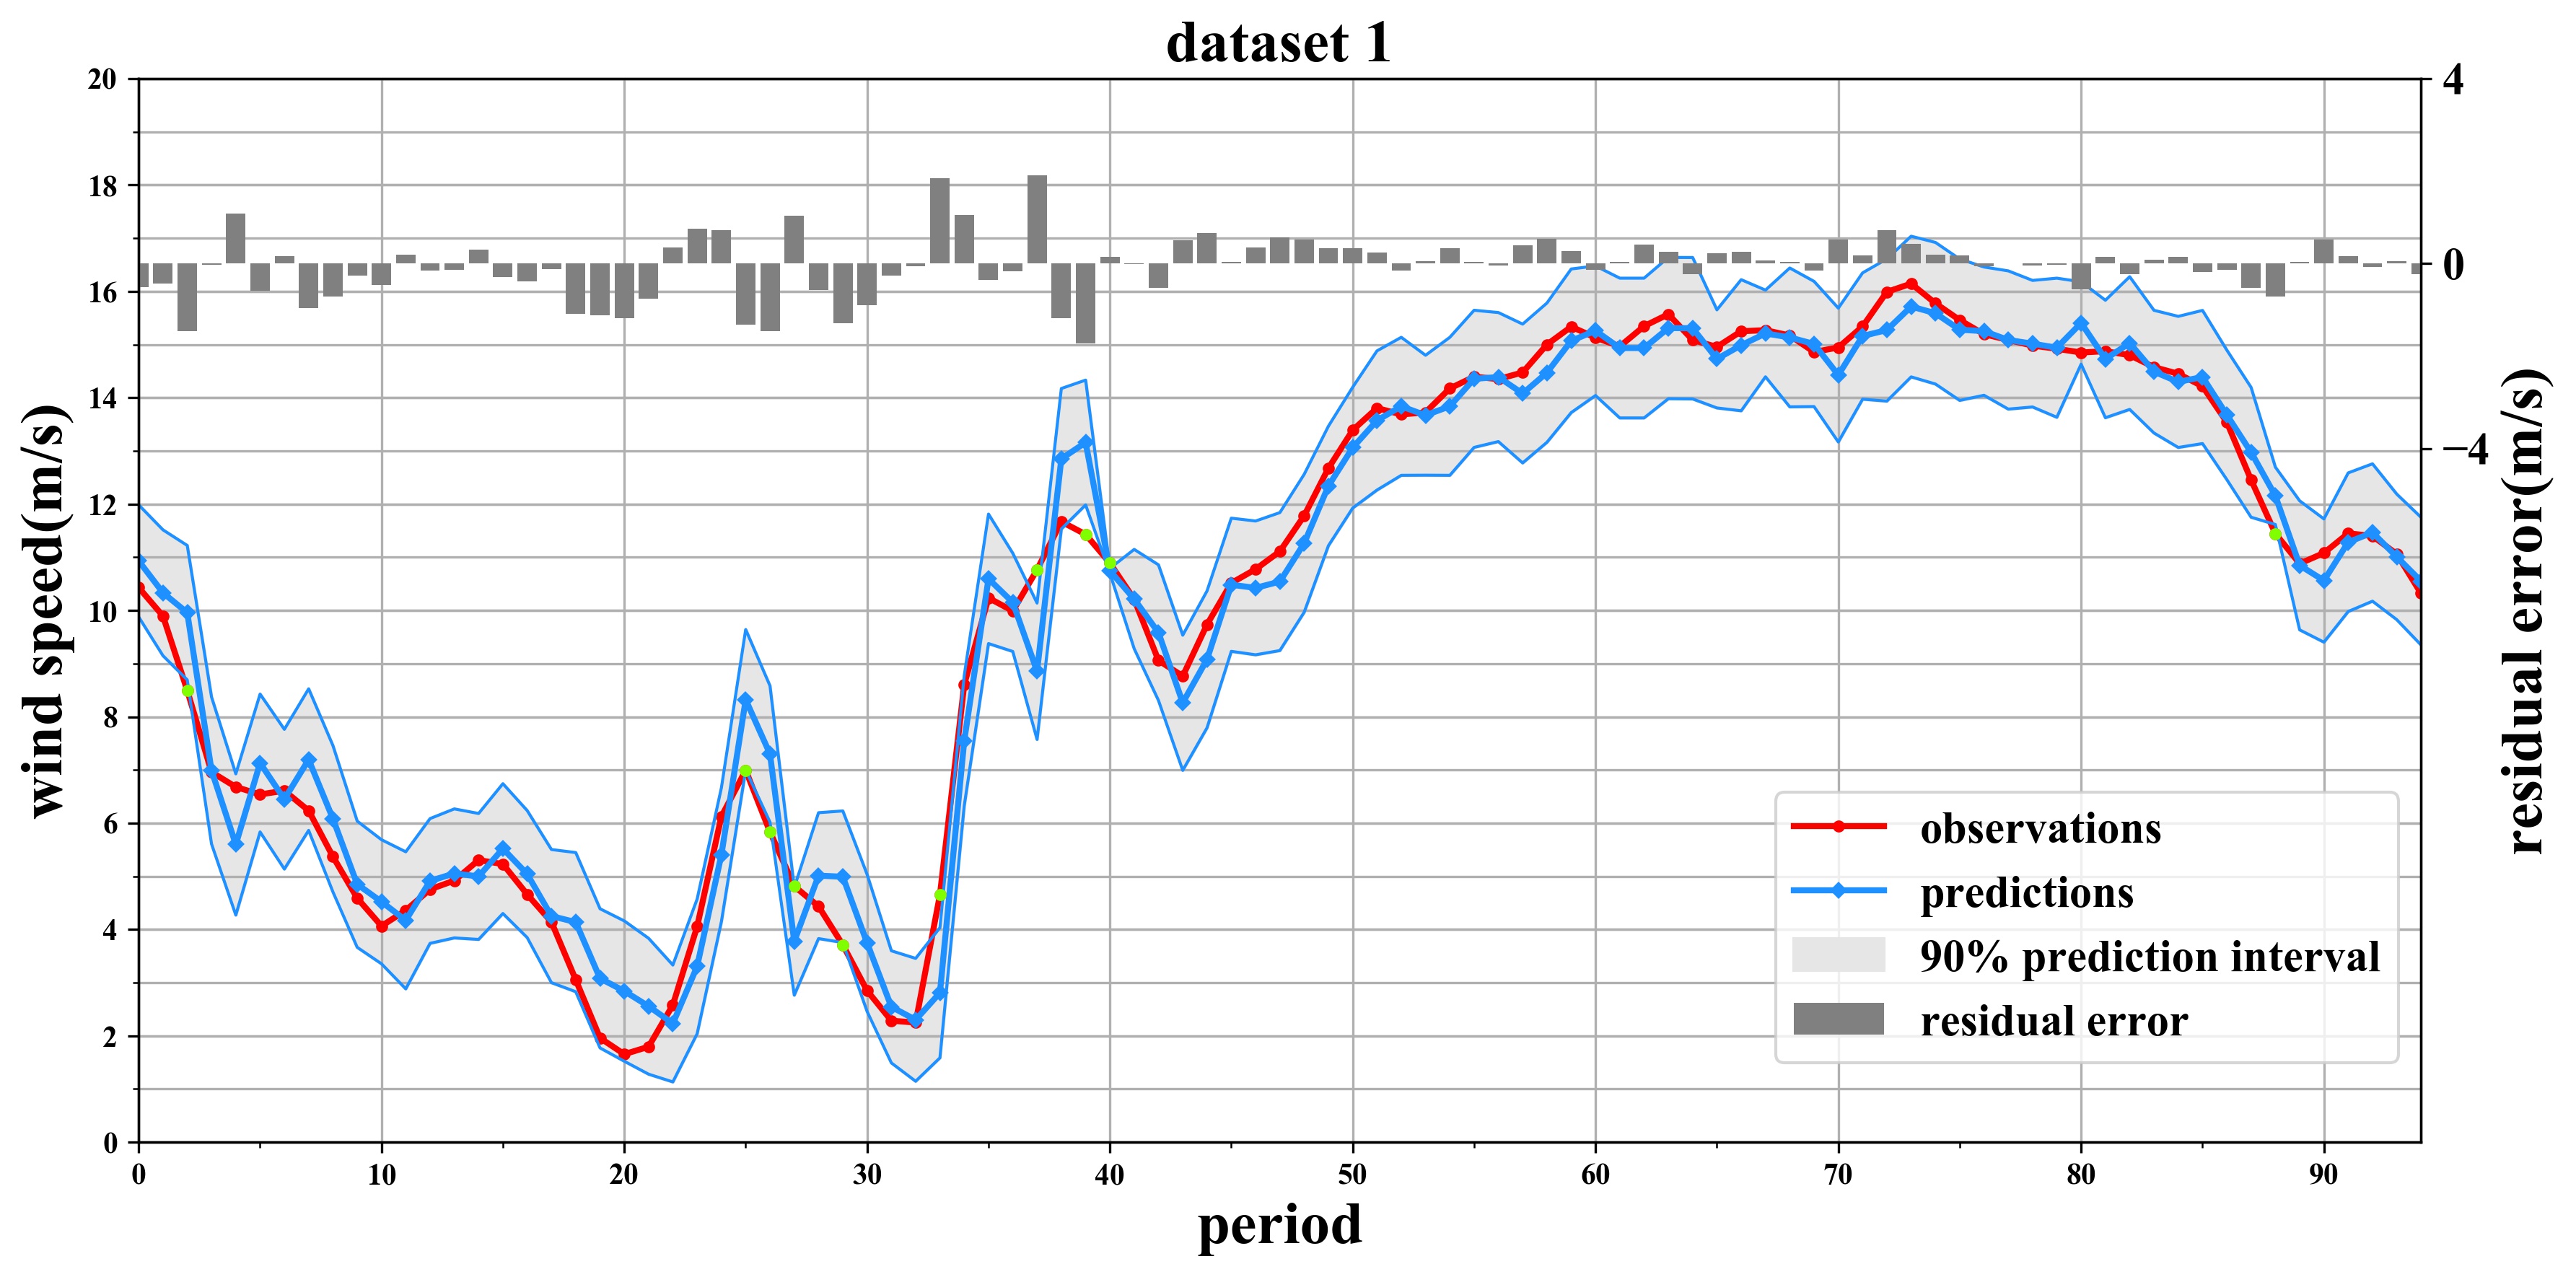 dataset 1
20
18
16
14
12
10
8
6
4
2
0
wind speed(m/s)
4
0
−4
residual error(m/s)
observations
predictions
90% prediction interval
residual error
0 10 20 30 40 50 60 70 80 90
period